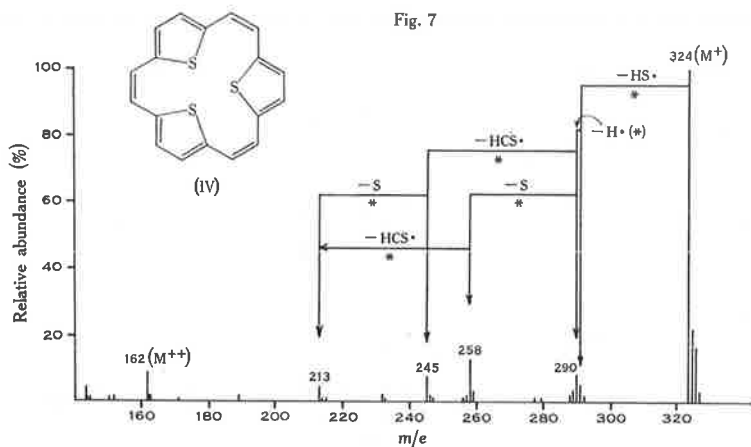 Fig. 7
S
S
S
(IV)
324 (M⁺)
−HS•
*
−H• (*)
−HCS•
*
−S
*
−S
*
−HCS•
*
162 (M⁺⁺)
213
245
258
290
Relative abundance (%)
100
80
60
40
20
160
180
200
220
240
260
280
300
320
m/e